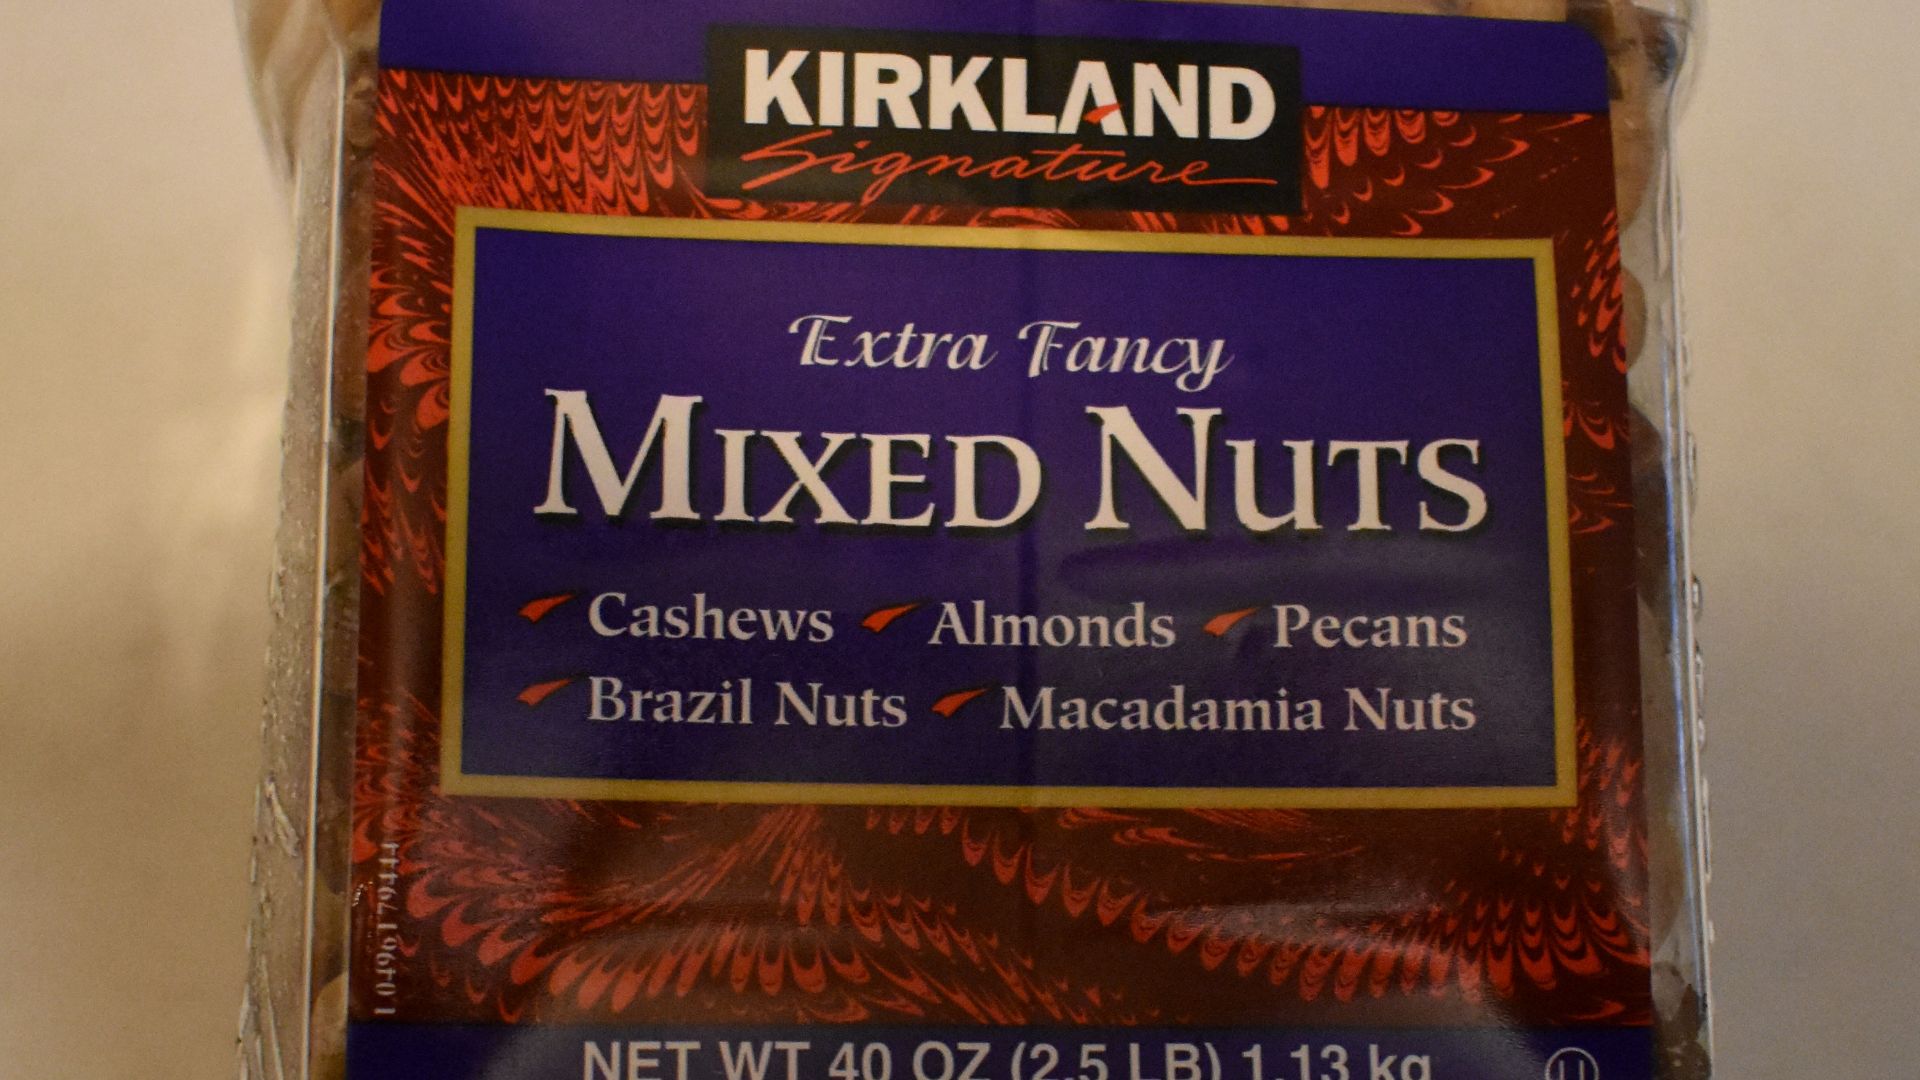 KIRKLAND
Signature
Extra Fancy
MIXED NUTS
Cashews Almonds Pecans
Brazil Nuts Macadamia Nuts
NET WT 40 OZ (2.5 LB) 1.13 kg
U